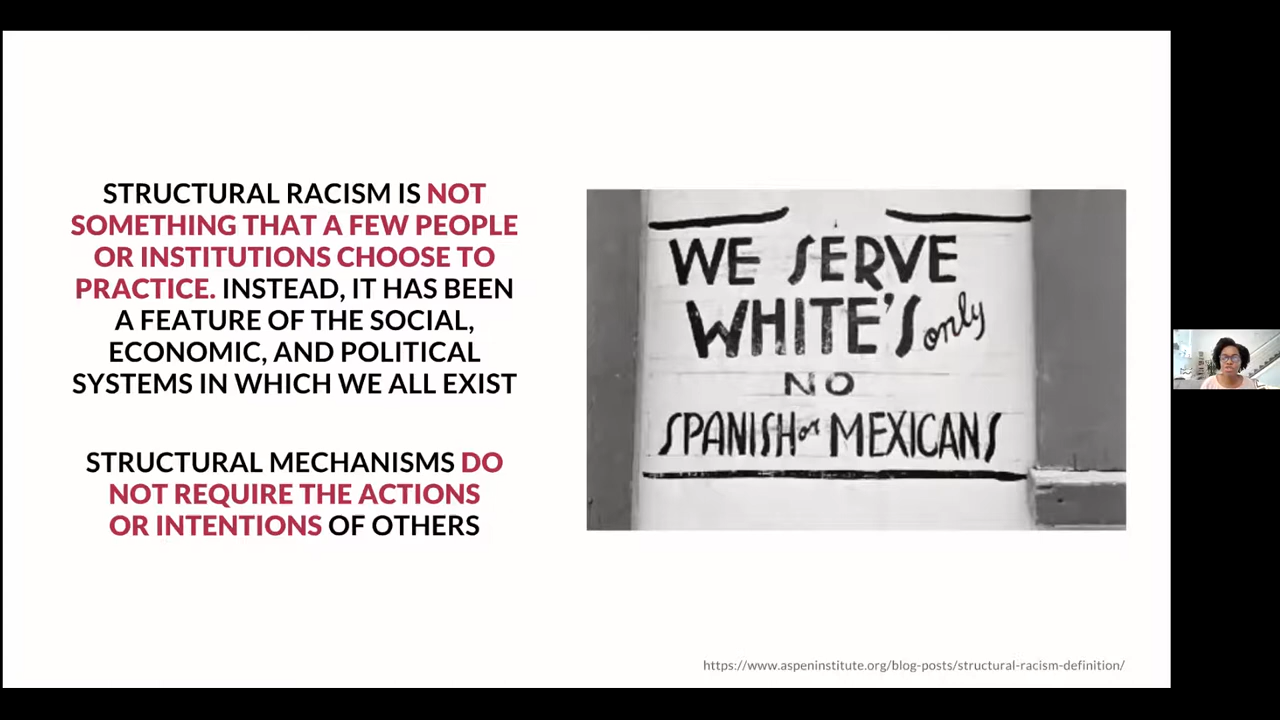 STRUCTURAL RACISM IS NOT
SOMETHING THAT A FEW PEOPLE
OR INSTITUTIONS CHOOSE TO
PRACTICE. INSTEAD, IT HAS BEEN
A FEATURE OF THE SOCIAL,
ECONOMIC, AND POLITICAL
SYSTEMS IN WHICH WE ALL EXIST
STRUCTURAL MECHANISMS DO
NOT REQUIRE THE ACTIONS
OR INTENTIONS OF OTHERS
WE SERVE
WHITE'S only
NO
SPANISH or MEXICANS
https://www.aspeninstitute.org/blog-posts/structural-racism-definition/